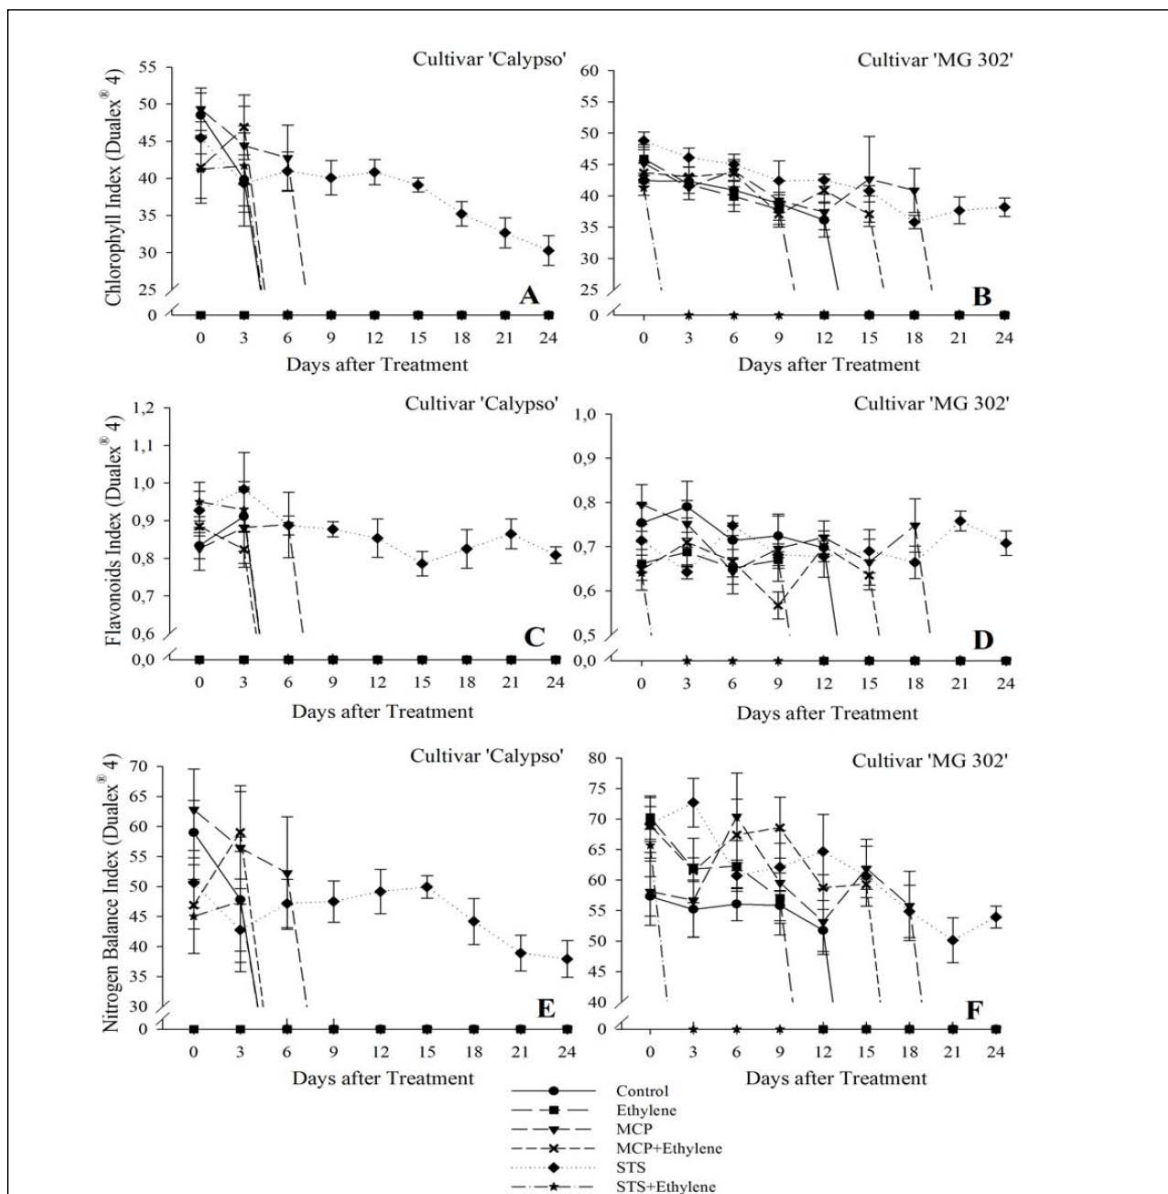 Cultivar 'Calypso'
Chlorophyll Index (Dualex® 4)
55
50
45
40
35
30
25
0
A
0 3 6 9 12 15 18 21 24
Days after Treatment
Cultivar 'MG 302'
60
55
50
45
40
35
30
25
0
B
0 3 6 9 12 15 18 21 24
Days after Treatment
Cultivar 'Calypso'
Flavonoids Index (Dualex® 4)
1,2
1,1
1,0
0,9
0,8
0,7
0,6
0,0
C
0 3 6 9 12 15 18 21 24
Days after Treatment
Cultivar 'MG 302'
1,0
0,9
0,8
0,7
0,6
0,5
0,0
D
0 3 6 9 12 15 18 21 24
Days after Treatment
Cultivar 'Calypso'
Nitrogen Balance Index (Dualex® 4)
70
65
60
55
50
45
40
35
30
0
E
0 3 6 9 12 15 18 21 24
Days after Treatment
Cultivar 'MG 302'
80
75
70
65
60
55
50
45
40
0
F
0 3 6 9 12 15 18 21 24
Days after Treatment
Control
Ethylene
MCP
MCP+Ethylene
STS
STS+Ethylene